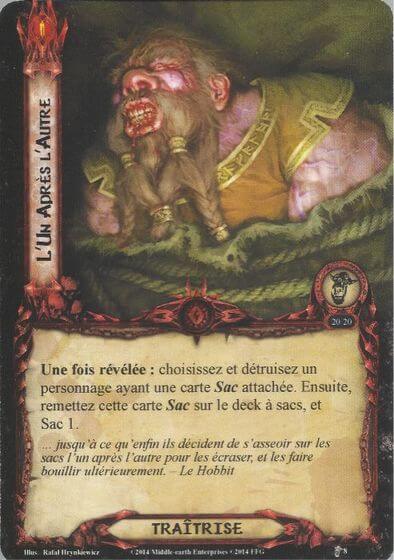 L'UN APRÈS L'AUTRE
20/20
Une fois révélée : choisissez et détruisez un
personnage ayant une carte Sac attachée. Ensuite,
remettez cette carte Sac sur le deck à sacs, et
Sac 1.
... jusqu'à ce qu'enfin ils décident de s'asseoir sur les
sacs l'un après l'autre pour les écraser, et les faire
bouillir ultérieurement. – Le Hobbit
TRAÎTRISE
Illus. Rafał Hrynkiewicz
©2014 Middle-earth Enterprises ©2014 FFG
8